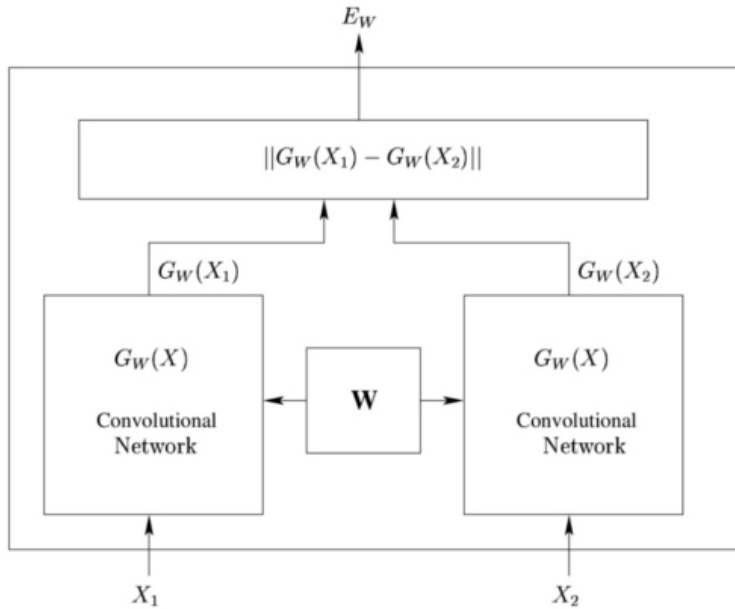 E_W
||G_W(X_1) − G_W(X_2)||
G_W(X_1)
G_W(X_2)
G_W(X)
Convolutional
Network
W
G_W(X)
Convolutional
Network
X_1
X_2